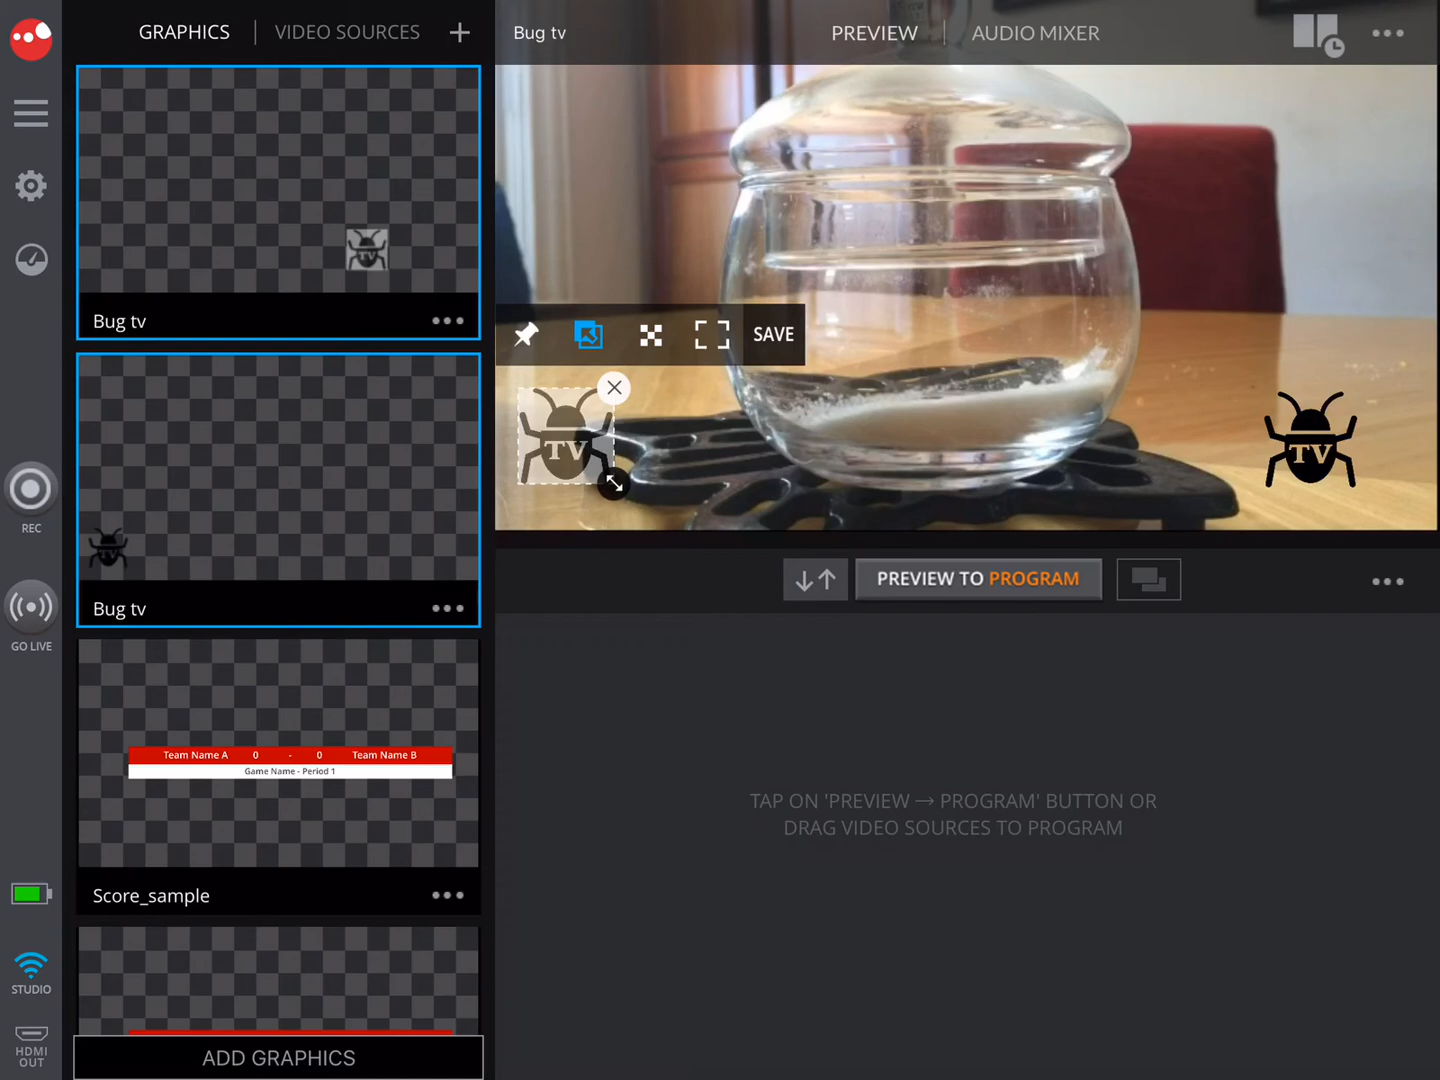 GRAPHICS
VIDEO SOURCES
+
Bug tv
PREVIEW
AUDIO MIXER
TV
Bug tv
SAVE
TV
TV
TV
Bug tv
REC
GO LIVE
PREVIEW TO PROGRAM
Team Name A 0 - 0 Team Name B
Game Name - Period 1
Score_sample
TAP ON 'PREVIEW → PROGRAM' BUTTON OR
DRAG VIDEO SOURCES TO PROGRAM
STUDIO
HDMI
OUT
ADD GRAPHICS